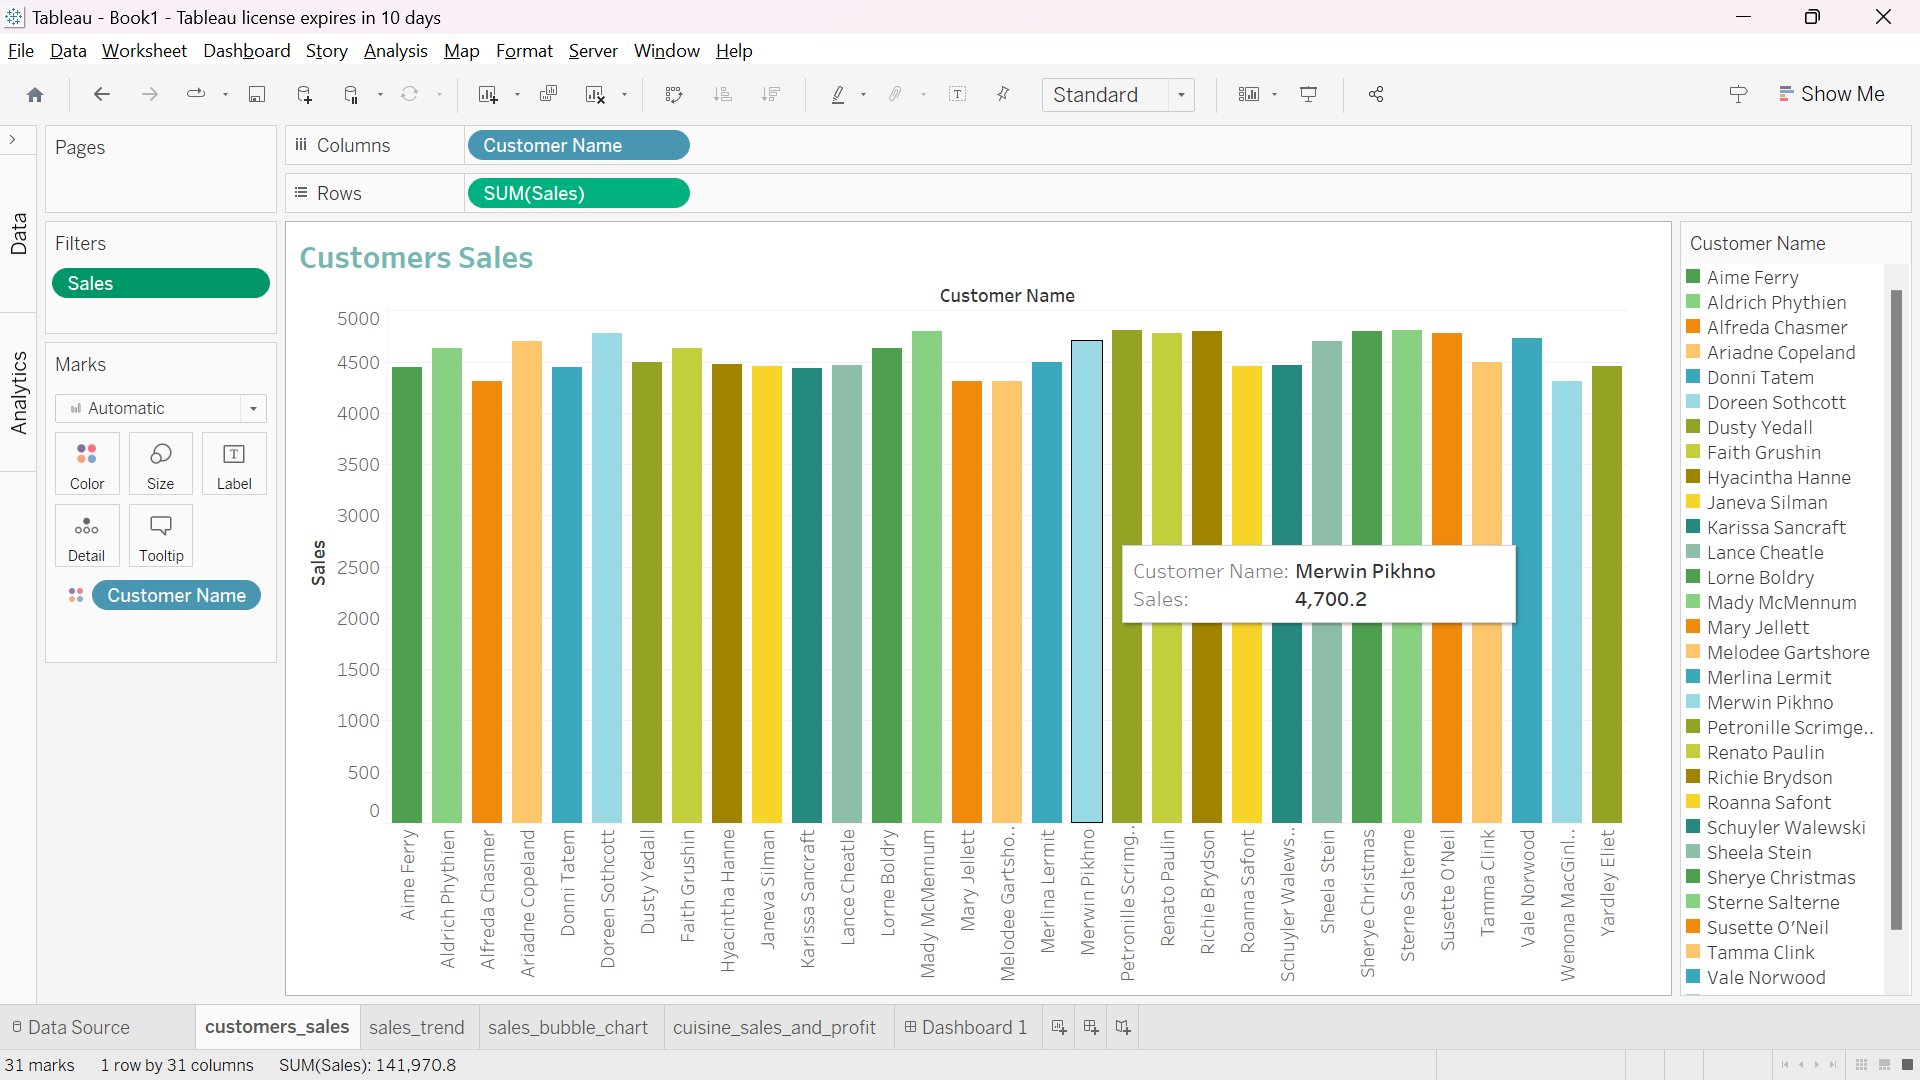 Tableau - Book1 - Tableau license expires in 10 days
File Data Worksheet Dashboard Story Analysis Map Format Server Window Help
Standard
Show Me
Pages
Columns
Customer Name
Rows
SUM(Sales)
Data
Analytics
Filters
Sales
Marks
Automatic
Color
Size
Label
Detail
Tooltip
Customer Name
Customers Sales
Customer Name
Sales
5000
4500
4000
3500
3000
2500
2000
1500
1000
500
0
Customer Name: Merwin Pikhno
Sales: 4,700.2
Aime Ferry
Aldrich Phythien
Alfreda Chasmer
Ariadne Copeland
Donni Tatem
Doreen Sothcott
Dusty Yedall
Faith Grushin
Hyacintha Hanne
Janeva Silman
Karissa Sancraft
Lance Cheatle
Lorne Boldry
Mady McMennum
Mary Jellett
Melodee Gartsho..
Merlina Lermit
Merwin Pikhno
Petronille Scrimg..
Renato Paulin
Richie Brydson
Roanna Safont
Schuyler Walews..
Sheela Stein
Sherye Christmas
Sterne Salterne
Susette O'Neil
Tamma Clink
Vale Norwood
Wenona MacGinl..
Yardley Eliet
Customer Name
Aime Ferry
Aldrich Phythien
Alfreda Chasmer
Ariadne Copeland
Donni Tatem
Doreen Sothcott
Dusty Yedall
Faith Grushin
Hyacintha Hanne
Janeva Silman
Karissa Sancraft
Lance Cheatle
Lorne Boldry
Mady McMennum
Mary Jellett
Melodee Gartshore
Merlina Lermit
Merwin Pikhno
Petronille Scrimge..
Renato Paulin
Richie Brydson
Roanna Safont
Schuyler Walewski
Sheela Stein
Sherye Christmas
Sterne Salterne
Susette O'Neil
Tamma Clink
Vale Norwood
Data Source
customers_sales
sales_trend
sales_bubble_chart
cuisine_sales_and_profit
Dashboard 1
31 marks
1 row by 31 columns
SUM(Sales): 141,970.8